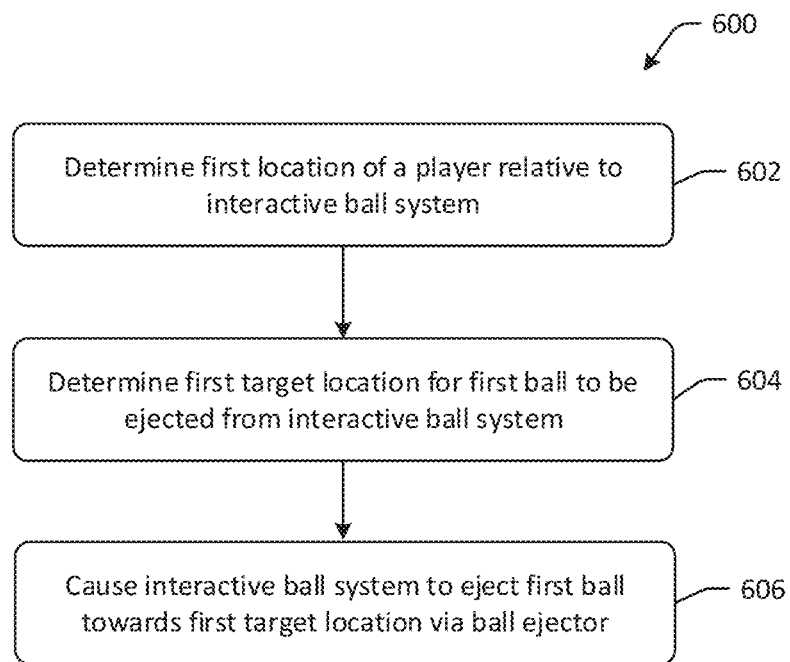 600
Determine first location of a player relative to
interactive ball system
602
Determine first target location for first ball to be
ejected from interactive ball system
604
Cause interactive ball system to eject first ball
towards first target location via ball ejector
606